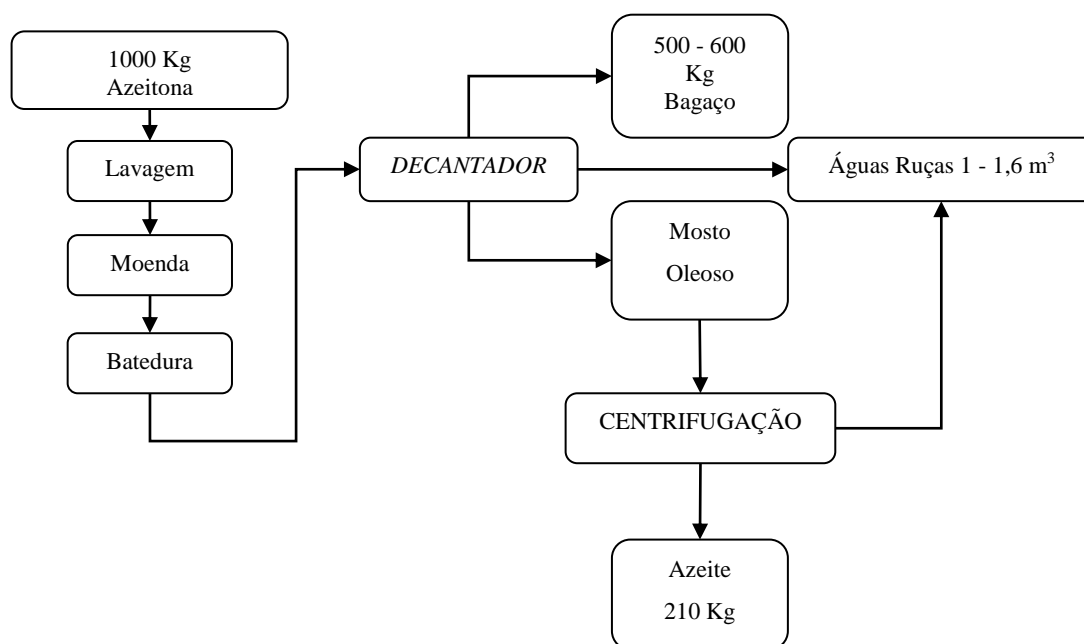 1000 Kg
Azeitona
Lavagem
Moenda
Batedura
DECANTADOR
500 - 600
Kg
Bagaço
Águas Ruças 1 - 1,6 m³
Mosto
Oleoso
CENTRIFUGAÇÃO
Azeite
210 Kg